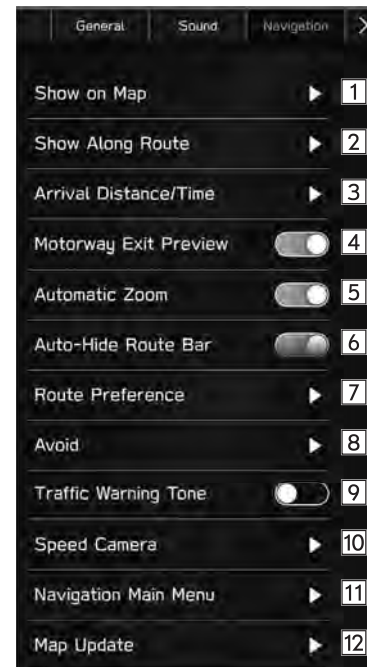 General Sound Navigation
Show on Map 1
Show Along Route 2
Arrival Distance/Time 3
Motorway Exit Preview 4
Automatic Zoom 5
Auto-Hide Route Bar 6
Route Preference 7
Avoid 8
Traffic Warning Tone 9
Speed Camera 10
Navigation Main Menu 11
Map Update 12